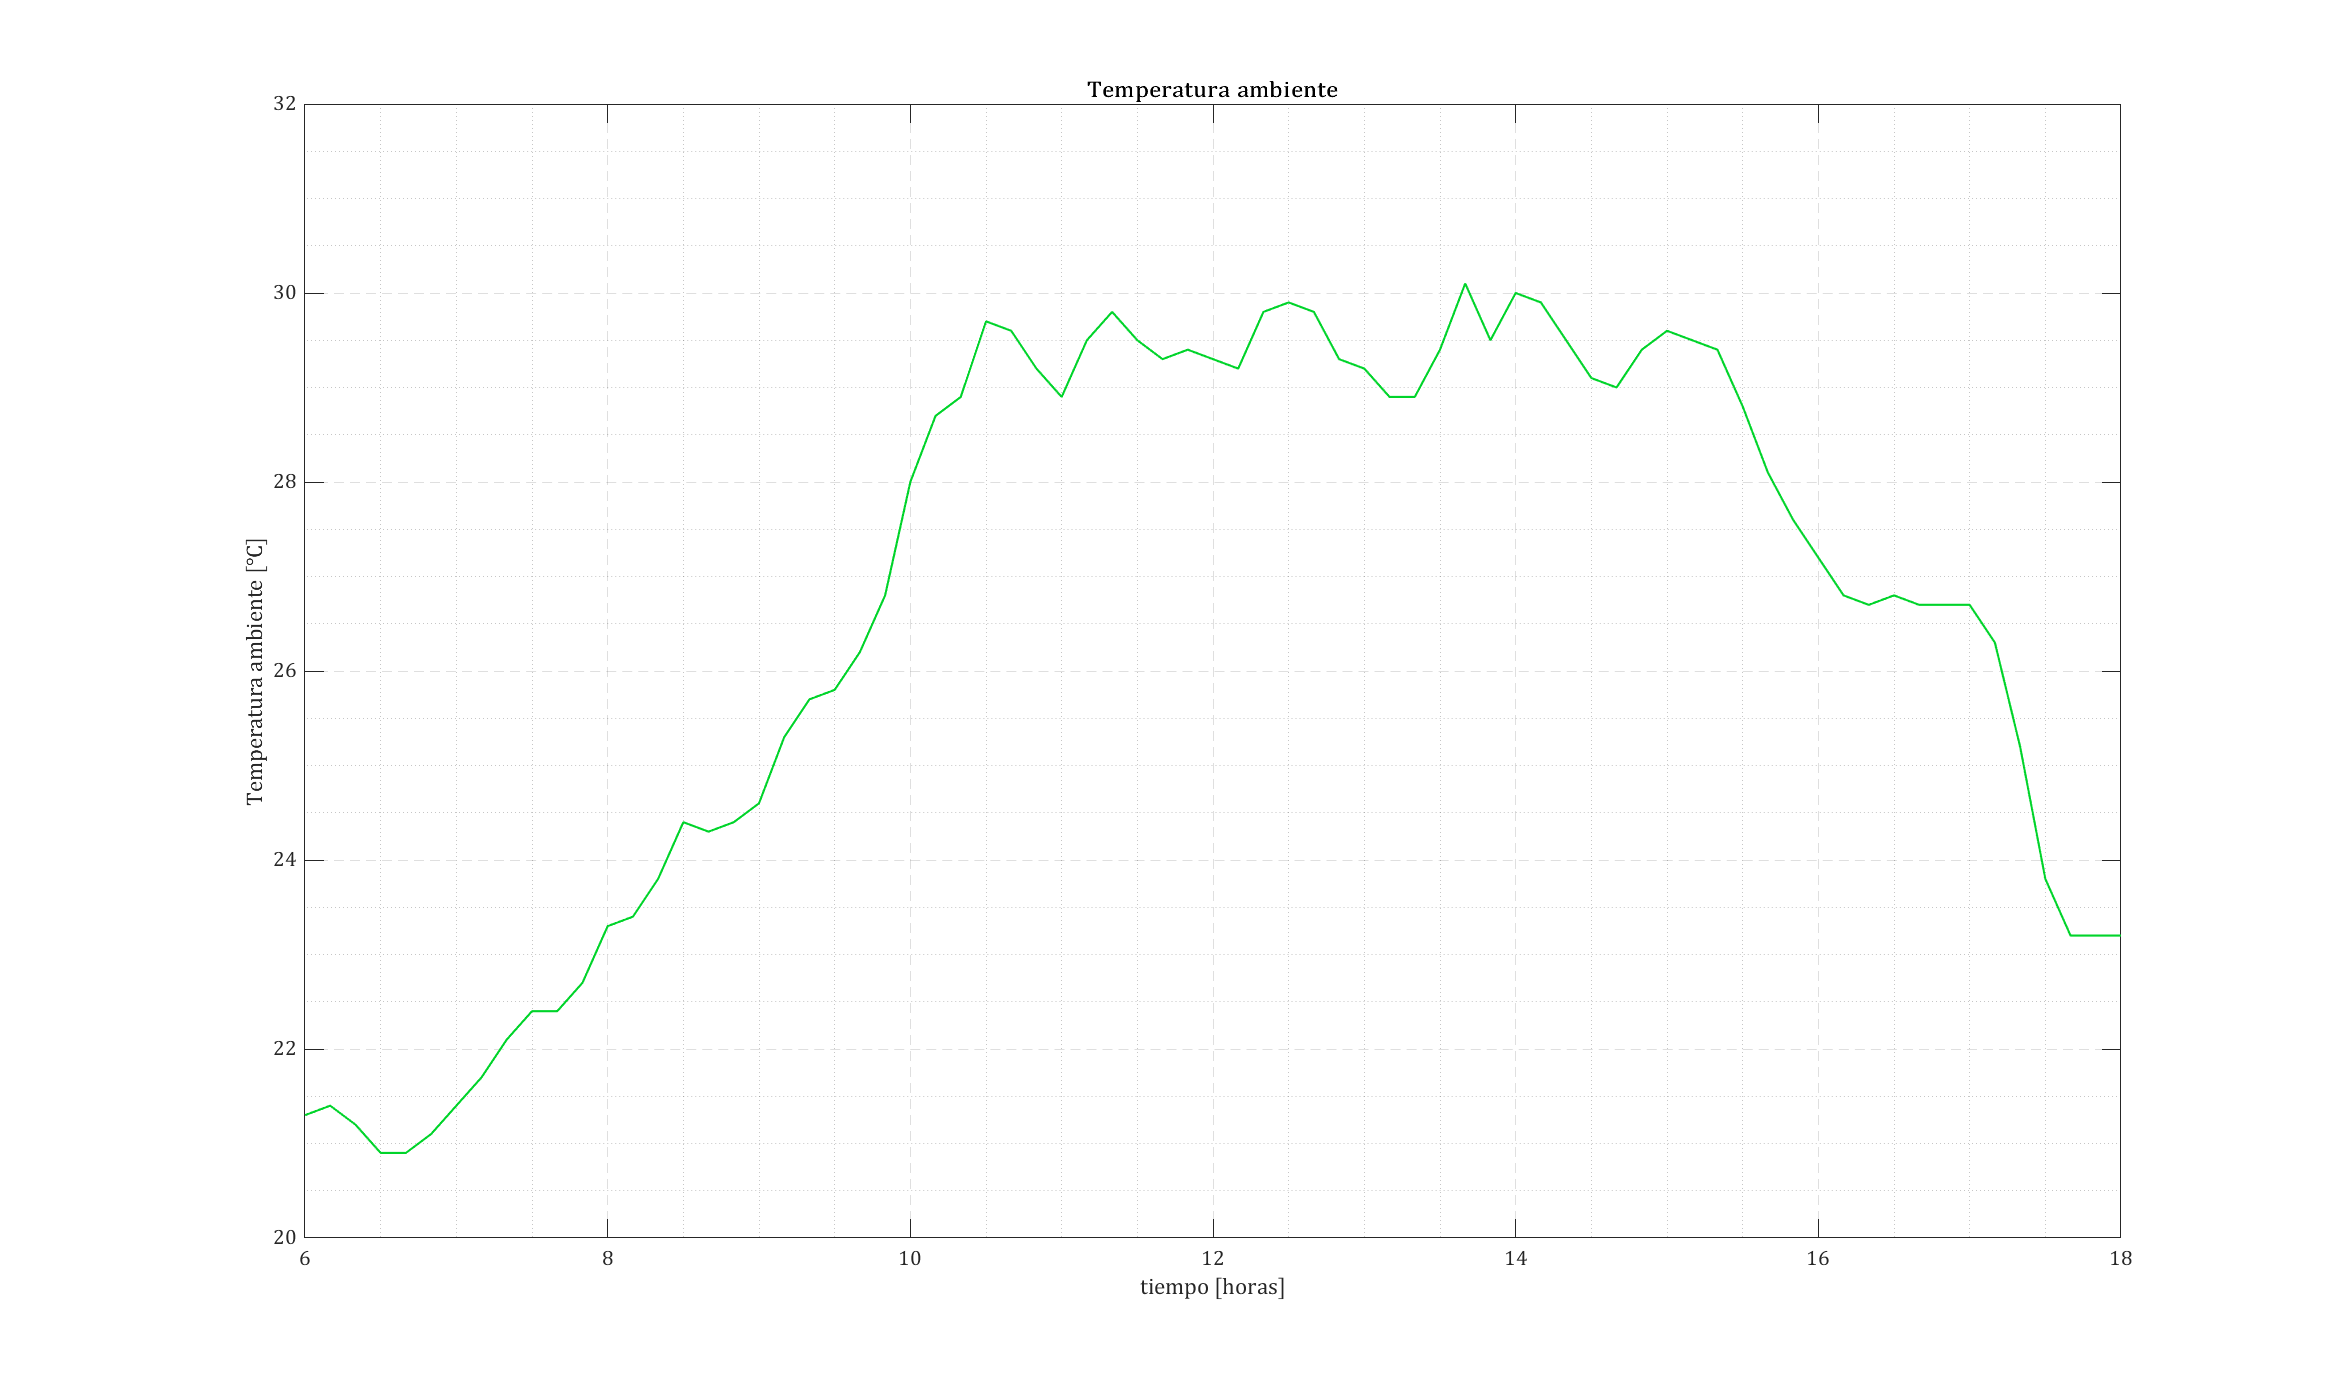 Temperatura ambiente
32
30
28
26
24
22
20
Temperatura ambiente [°C]
6 8 10 12 14 16 18
tiempo [horas]